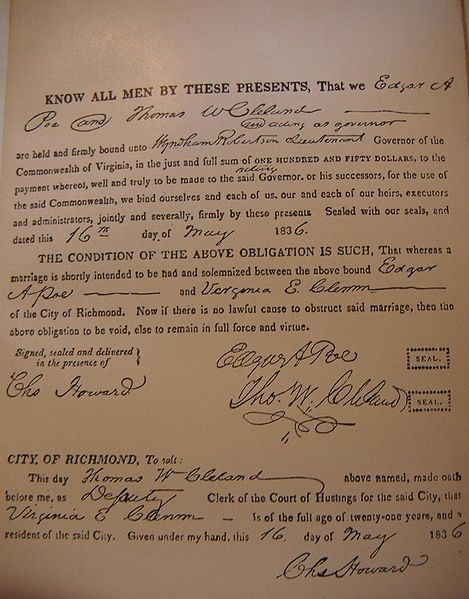 KNOW ALL MEN BY THESE PRESENTS, That we Edgar A
Poe (and) Thomas W Cleland
and acting as governor
are held and firmly bound unto Wyndham Robertson Lieutenant Governor of the
Commonwealth of Virginia, in the just and full sum of ONE HUNDRED AND FIFTY DOLLARS, to the
acting
payment whereof, well and truly to be made to the said Governor, or his successors, for the use of
the said Commonwealth, we bind ourselves and each of us, our and each of our heirs, executors
and administrators, jointly and severally, firmly by these presents Sealed with our seals, and
dated this 16th day of May 1836.
THE CONDITION OF THE ABOVE OBLIGATION IS SUCH, That whereas a
marriage is shortly intended to be had and solemnized between the above bound Edgar
A Poe and Virginia E. Clemm
of the City of Richmond. Now if there is no lawful cause to obstruct said marriage, then the
above obligation to be void, else to remain in full force and virtue.
Signed, sealed and delivered
in the presence of
Edgar A Poe SEAL.
Chs Howard
Tho. W. Cleland SEAL.
CITY OF RICHMOND, To wit:
This day Thomas W Cleland above named, made oath
before me, as Deputy Clerk of the Court of Hustings for the said City, that
Virginia E Clemm is of the full age of twenty-one years, and a
resident of the said City. Given under my hand, this 16. day of May 1836
Chs Howard